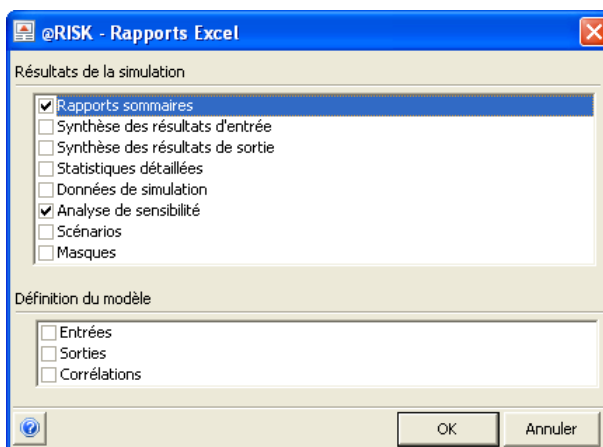 @RISK - Rapports Excel
Résultats de la simulation
Rapports sommaires
Synthèse des résultats d'entrée
Synthèse des résultats de sortie
Statistiques détaillées
Données de simulation
Analyse de sensibilité
Scénarios
Masques
Définition du modèle
Entrées
Sorties
Corrélations
OK
Annuler